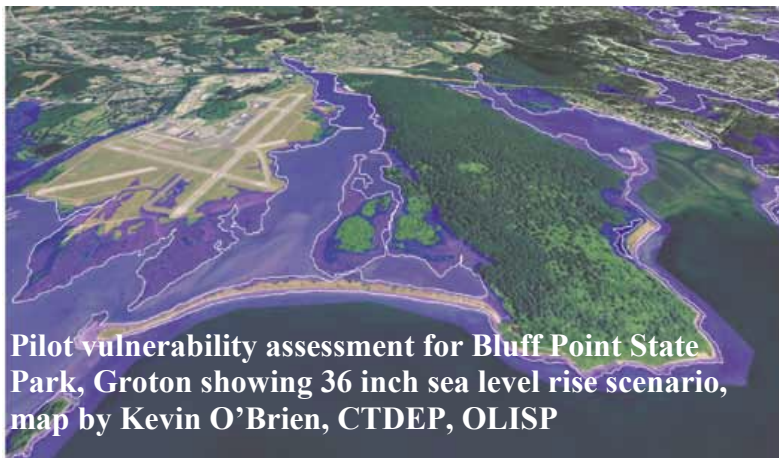 Pilot vulnerability assessment for Bluff Point State
Park, Groton showing 36 inch sea level rise scenario,
map by Kevin O’Brien, CTDEP, OLISP